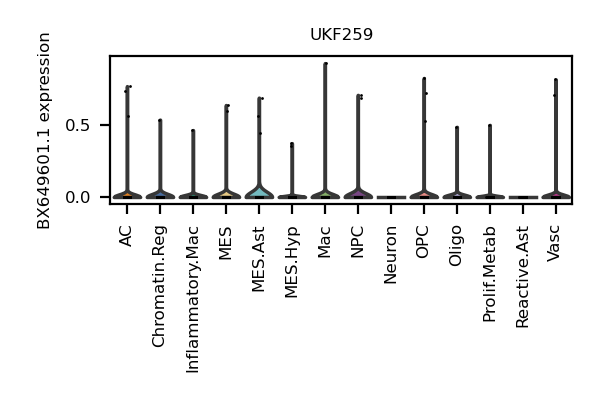 UKF259
BX649601.1 expression
0.5
0.0
AC
Chromatin.Reg
Inflammatory.Mac
MES
MES.Ast
MES.Hyp
Mac
NPC
Neuron
OPC
Oligo
Prolif.Metab
Reactive.Ast
Vasc